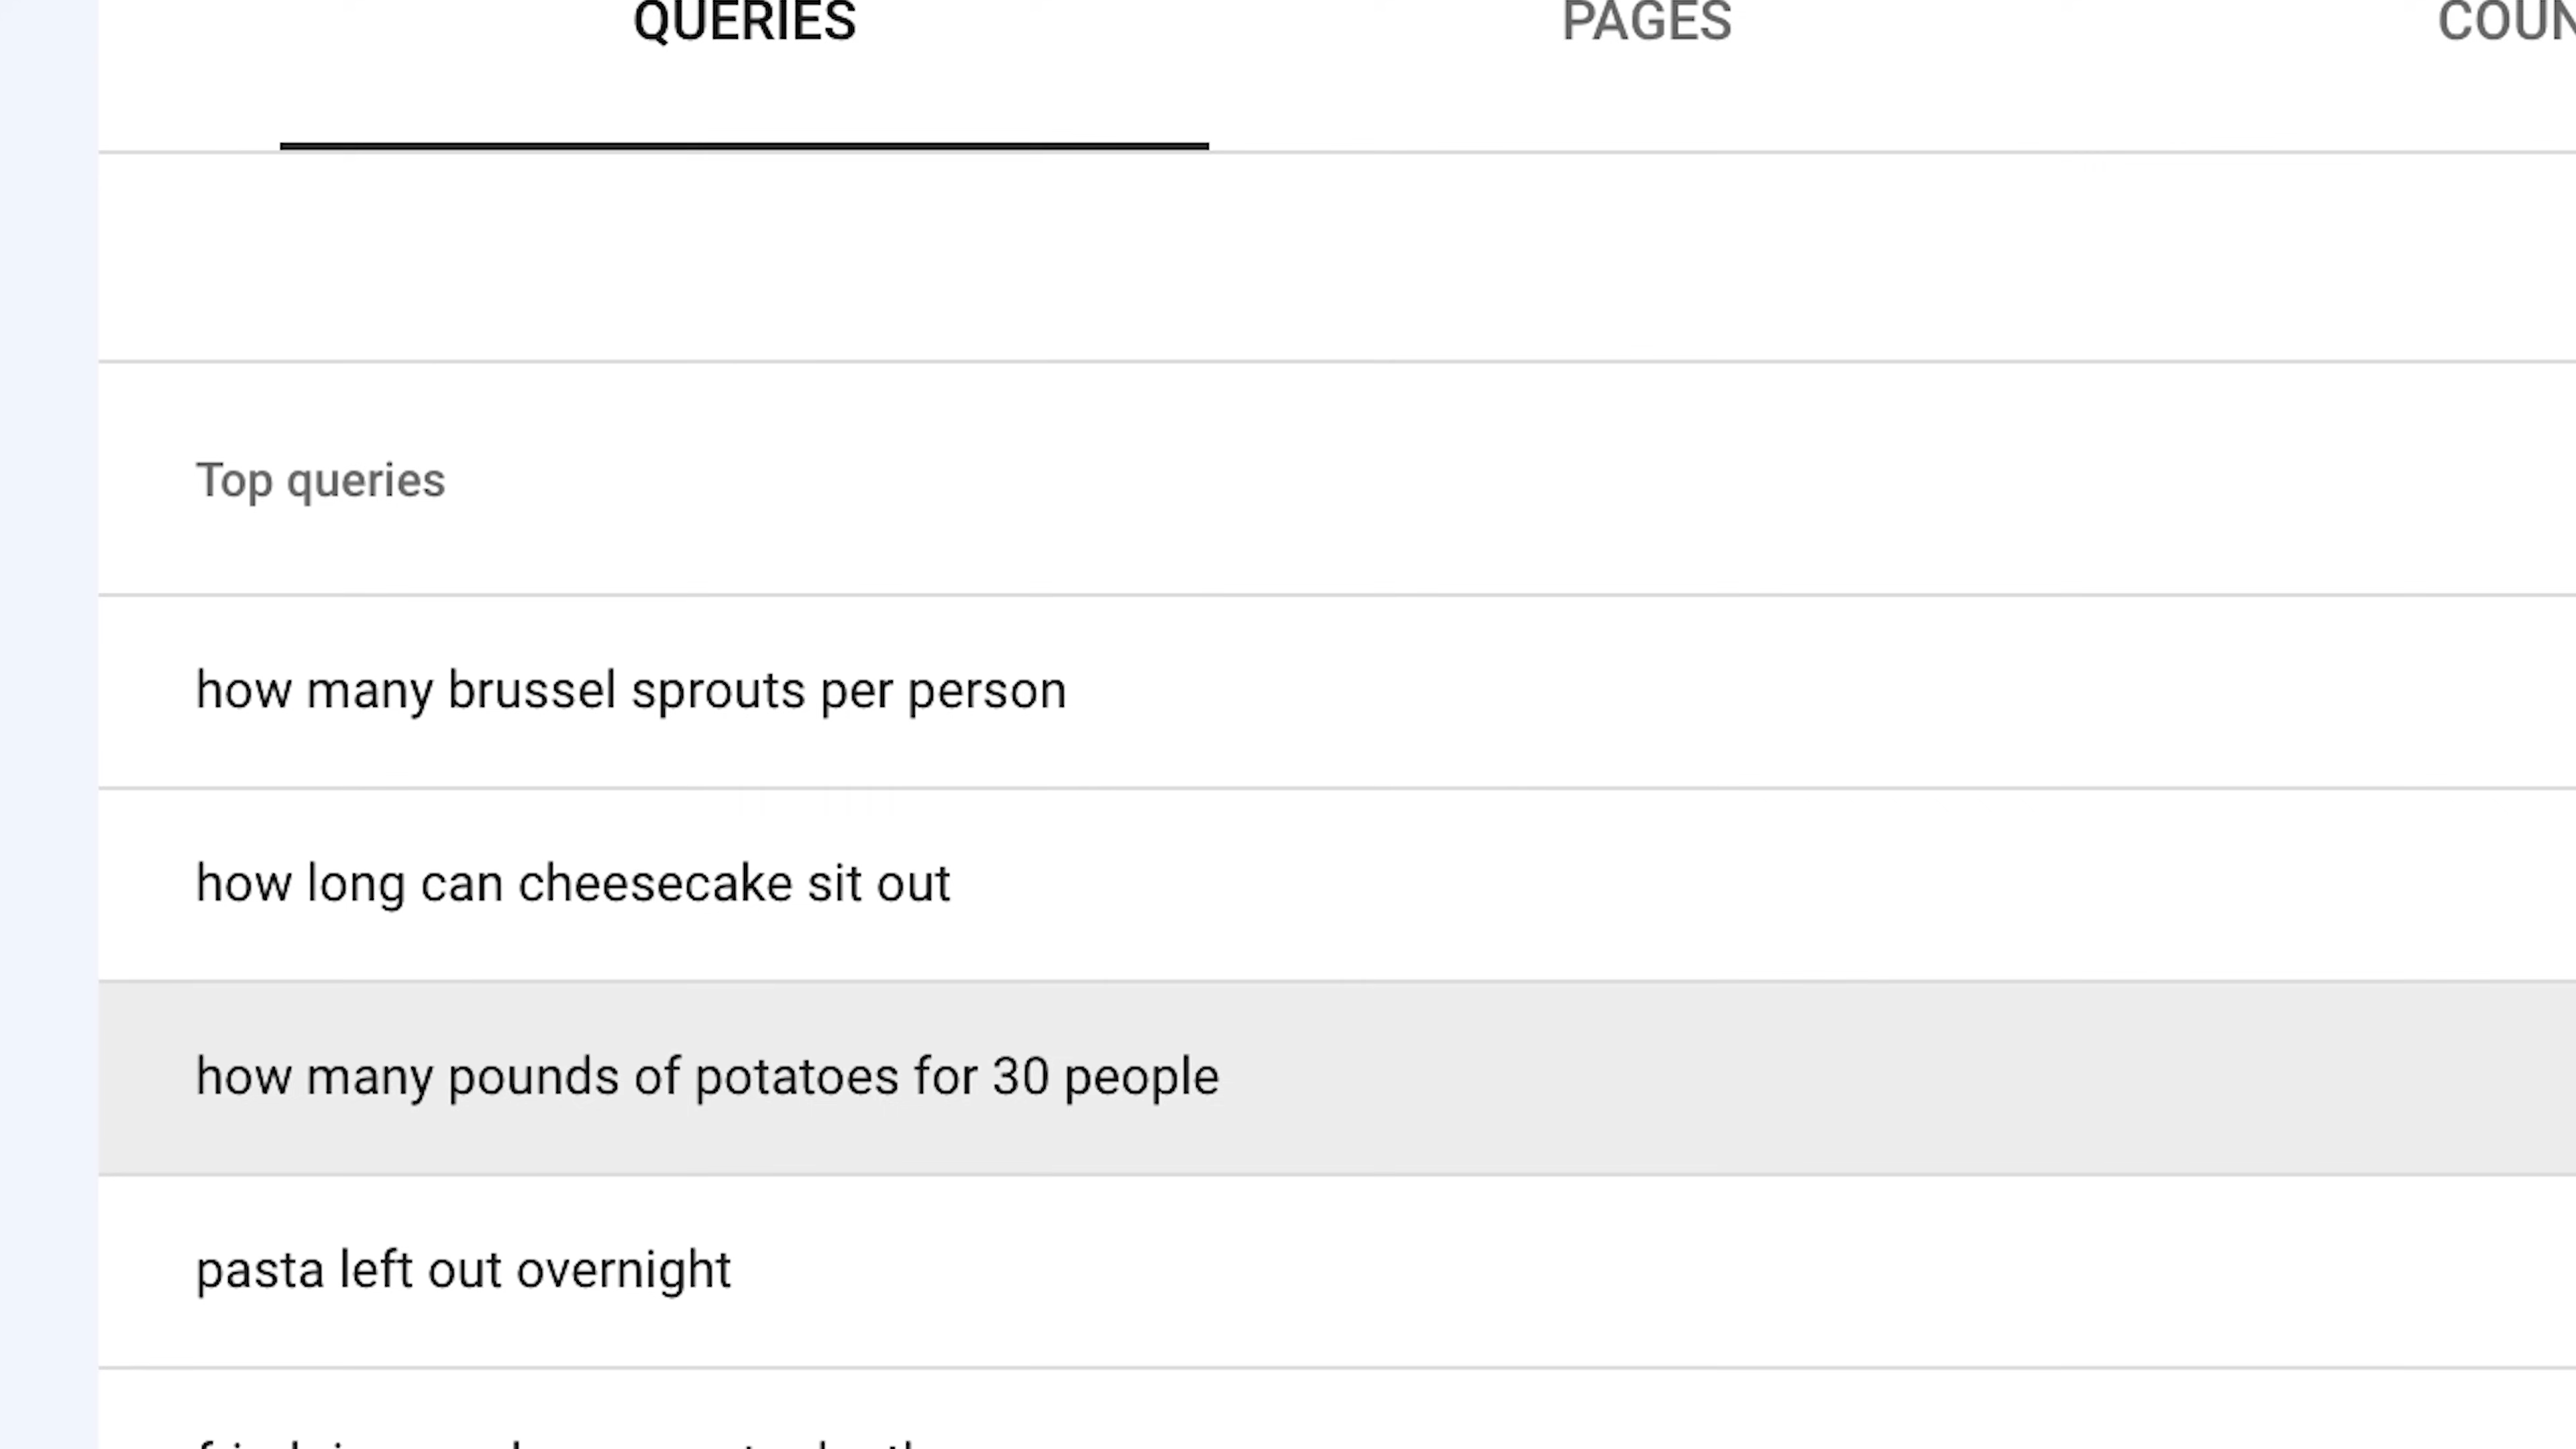 QUERIES PAGES COUN
Top queries
how many brussel sprouts per person
how long can cheesecake sit out
how many pounds of potatoes for 30 people
pasta left out overnight